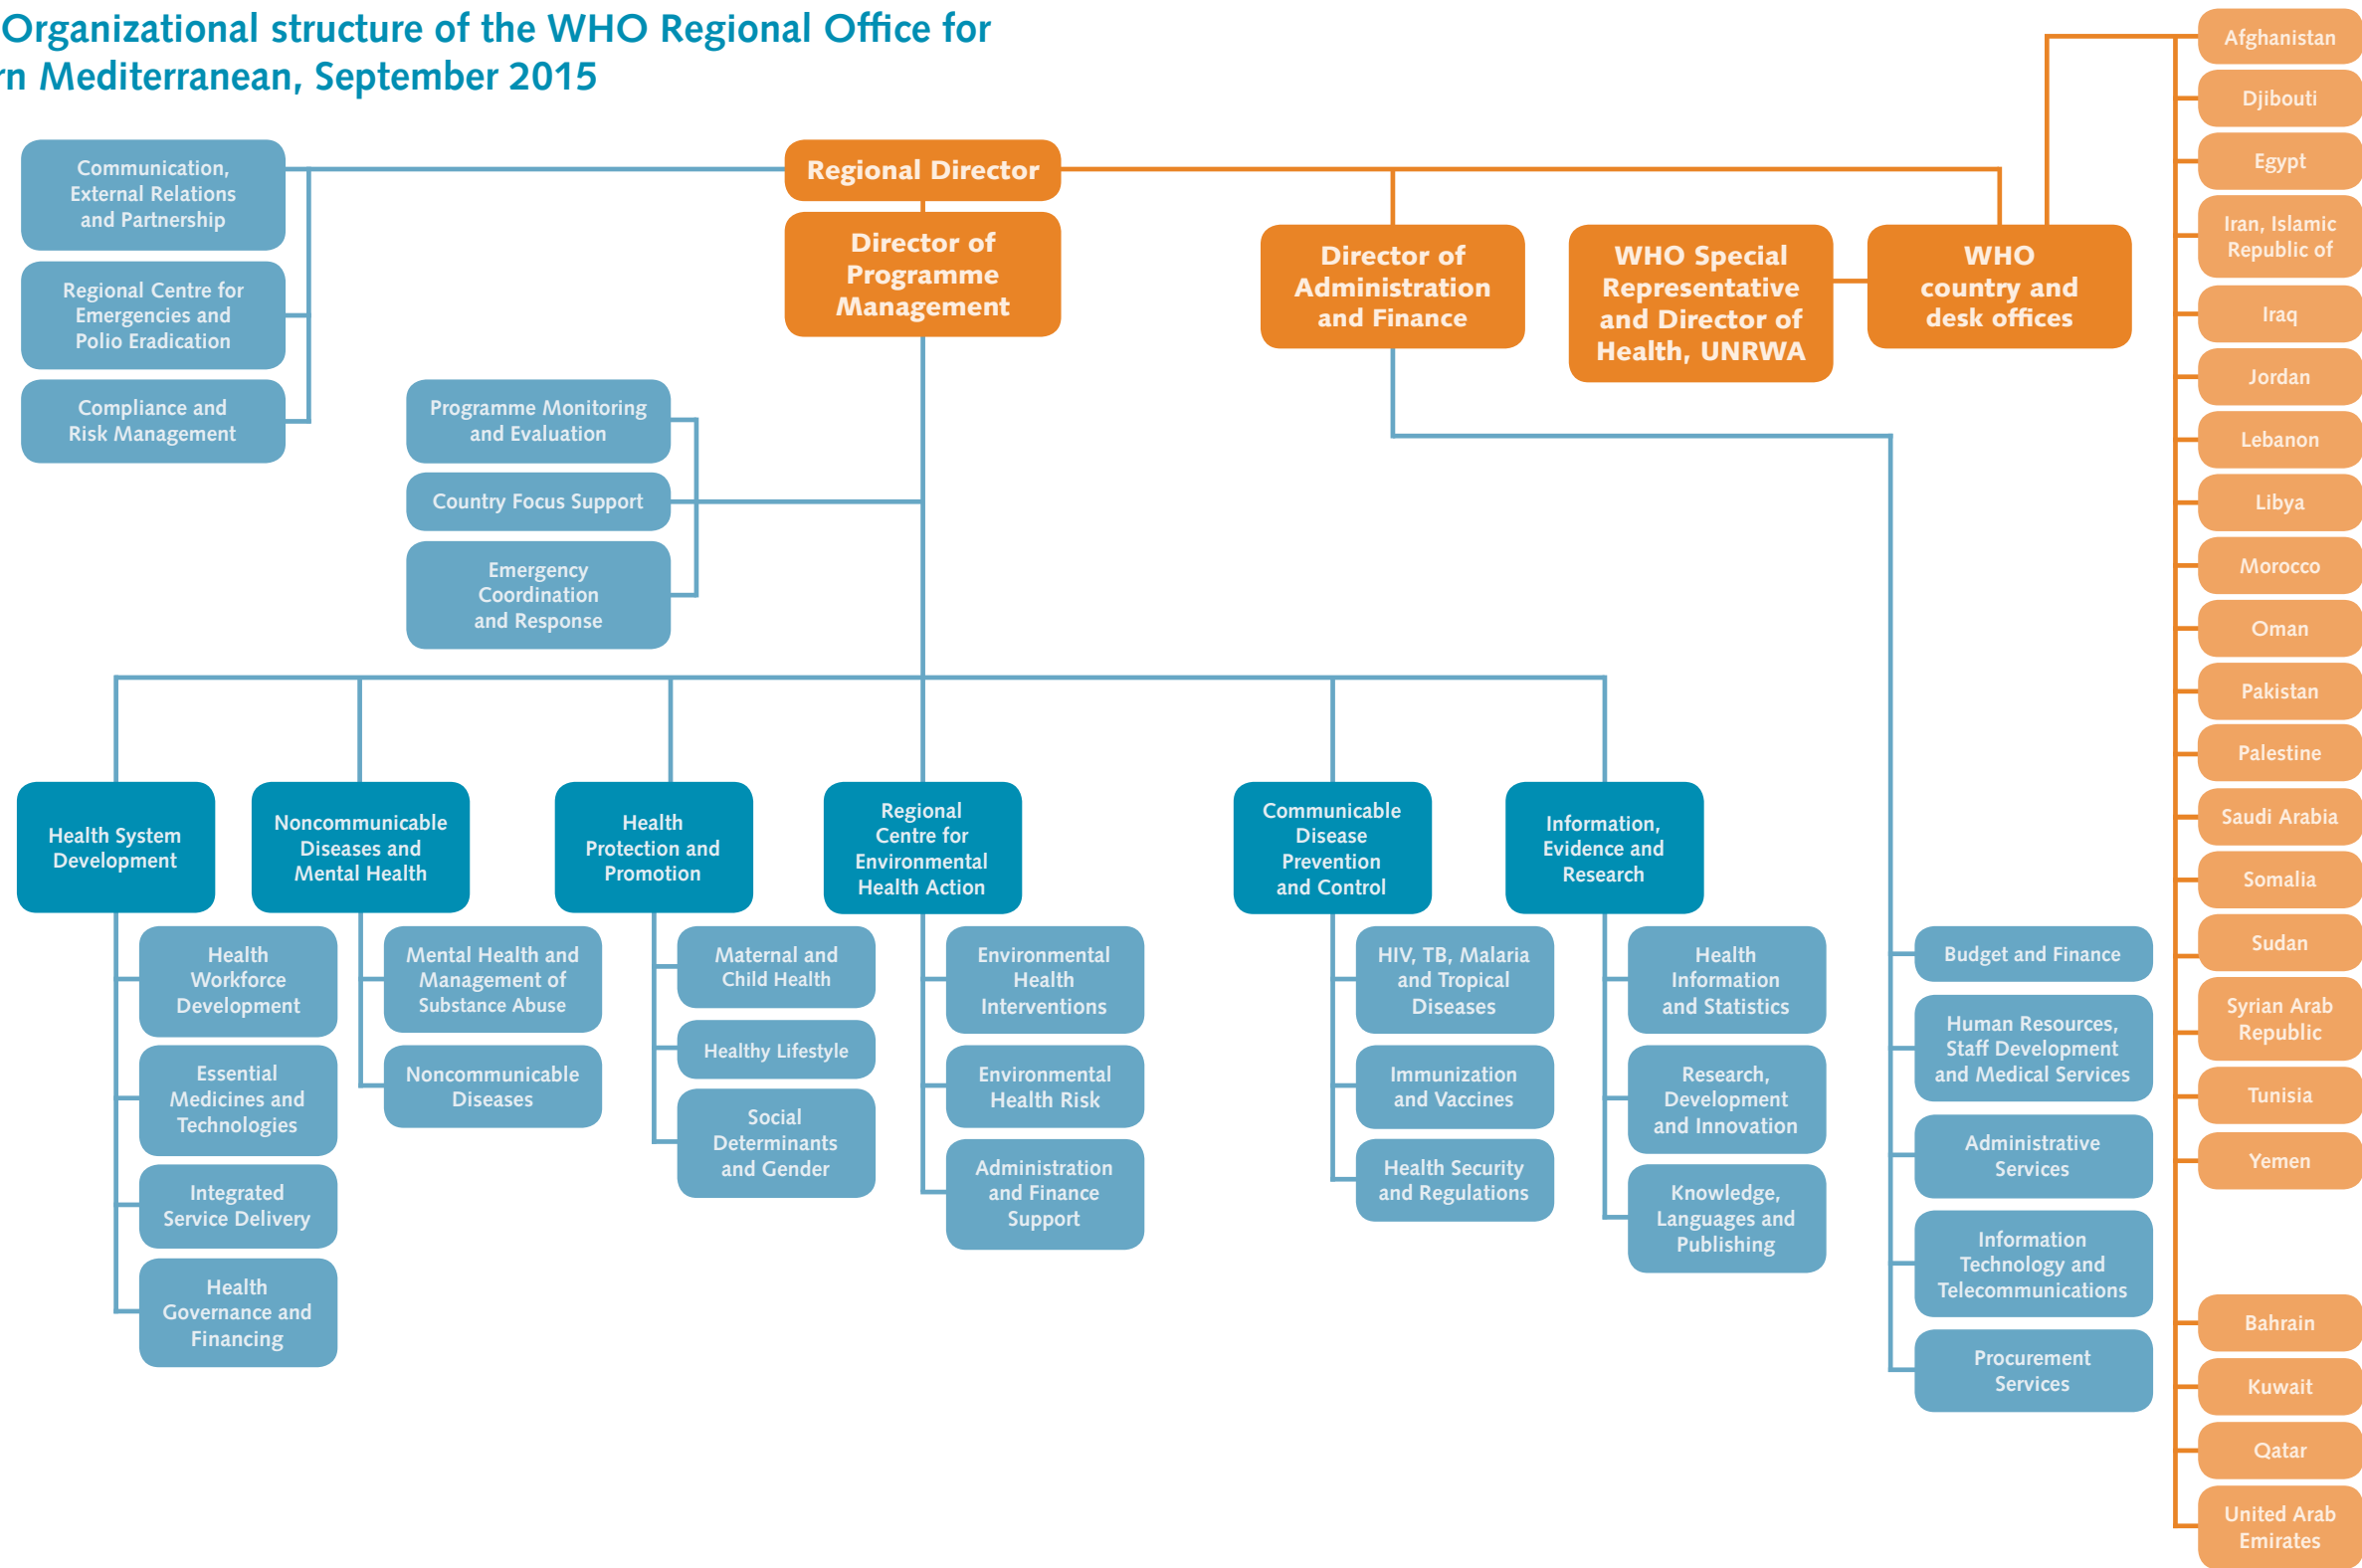 Organizational structure of the WHO Regional Office for
rn Mediterranean, September 2015
Communication,
External Relations
and Partnership
Regional Centre for
Emergencies and
Polio Eradication
Compliance and
Risk Management
Regional Director
Director of
Programme
Management
Director of
Administration
and Finance
WHO Special
Representative
and Director of
Health, UNRWA
WHO
country and
desk offices
Programme Monitoring
and Evaluation
Country Focus Support
Emergency
Coordination
and Response
Health System
Development
Health
Workforce
Development
Essential
Medicines and
Technologies
Integrated
Service Delivery
Health
Governance and
Financing
Noncommunicable
Diseases and
Mental Health
Mental Health and
Management of
Substance Abuse
Noncommunicable
Diseases
Health
Protection and
Promotion
Maternal and
Child Health
Healthy Lifestyle
Social
Determinants
and Gender
Regional
Centre for
Environmental
Health Action
Environmental
Health
Interventions
Environmental
Health Risk
Administration
and Finance
Support
Communicable
Disease
Prevention
and Control
HIV, TB, Malaria
and Tropical
Diseases
Immunization
and Vaccines
Health Security
and Regulations
Information,
Evidence and
Research
Health
Information
and Statistics
Research,
Development
and Innovation
Knowledge,
Languages and
Publishing
Budget and Finance
Human Resources,
Staff Development
and Medical Services
Administrative
Services
Information
Technology and
Telecommunications
Procurement
Services
Afghanistan
Djibouti
Egypt
Iran, Islamic
Republic of
Iraq
Jordan
Lebanon
Libya
Morocco
Oman
Pakistan
Palestine
Saudi Arabia
Somalia
Sudan
Syrian Arab
Republic
Tunisia
Yemen
Bahrain
Kuwait
Qatar
United Arab
Emirates